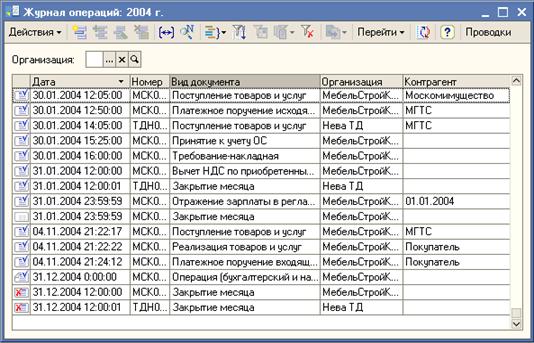 Журнал операций: 2004 г.
Действия Перейти ? Проводки
Организация: ... ×
Дата Номер Вид документа Организация Контрагент
30.01.2004 12:05:00 МСК0... Поступление товаров и услуг МебельСтройК... Москомимущество
30.01.2004 12:50:00 МСК0... Платежное поручение исходя... МебельСтройК... МГТС
30.01.2004 14:05:00 ТДН0... Поступление товаров и услуг Нева ТД МГТС
30.01.2004 15:25:00 МСК0... Принятие к учету ОС МебельСтройК...
30.01.2004 16:00:00 МСК0... Требование-накладная МебельСтройК...
31.01.2004 12:00:00 МСК0... Вычет НДС по приобретенны... МебельСтройК...
31.01.2004 12:00:01 ТДН0... Закрытие месяца Нева ТД
31.01.2004 23:59:59 МСК0... Отражение зарплаты в регла... МебельСтройК... 01.01.2004
31.01.2004 23:59:59 МСК0... Закрытие месяца МебельСтройК...
04.11.2004 21:22:17 МСК0... Поступление товаров и услуг МебельСтройК... МГТС
04.11.2004 21:22:22 МСК0... Реализация товаров и услуг МебельСтройК... Покупатель
04.11.2004 21:24:12 МСК0... Платежное поручение входящ... МебельСтройК... Покупатель
31.12.2004 0:00:00 МСК0... Операция (бухгалтерский и на... МебельСтройК...
31.12.2004 12:00:00 МСК0... Закрытие месяца МебельСтройК...
31.12.2004 12:00:01 ТДН0... Закрытие месяца Нева ТД